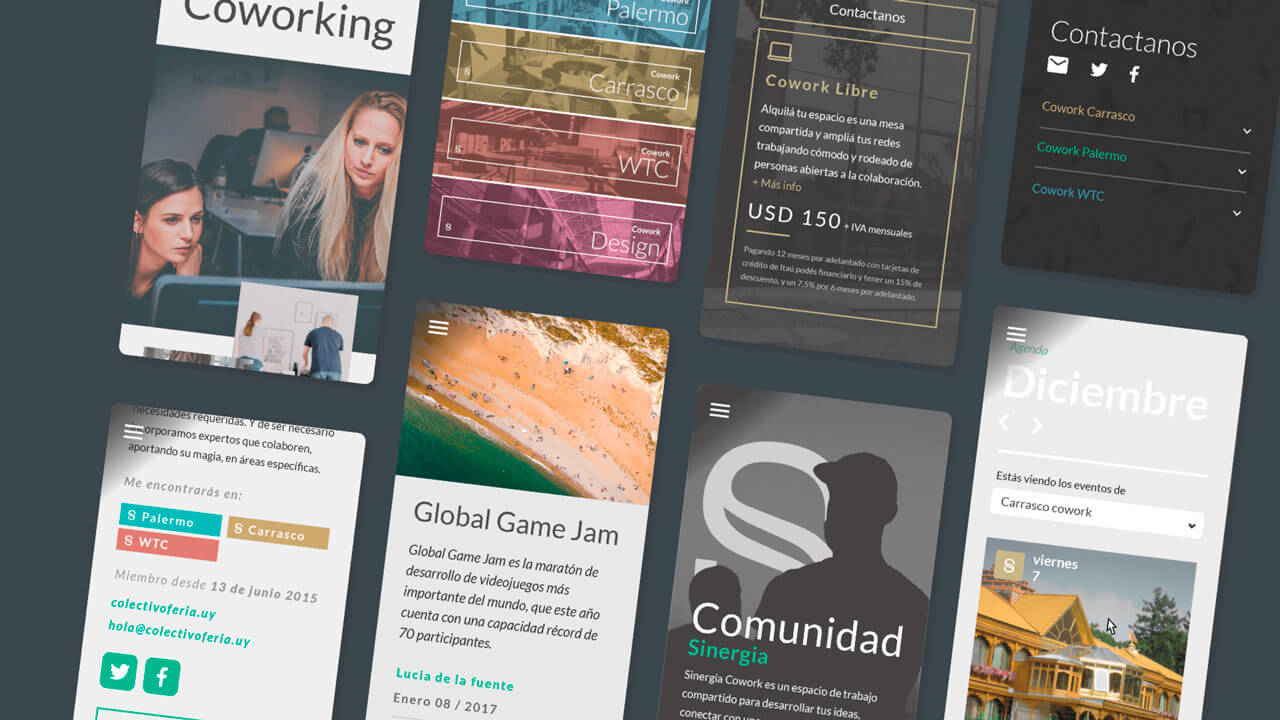 Coworking
Cowork
Palermo
Cowork
Carrasco
Cowork
WTC
Cowork
Design
Contactanos
Cowork Libre
Alquilá tu espacio es una mesa
compartida y ampliá tus redes
trabajando cómodo y rodeado de
personas abiertas a la colaboración.
+ Más info
USD 150 + IVA mensuales
Pagando 12 meses por adelantado con tarjetas de
crédito de Itaú podés financiarlo y tener un 15% de
descuento, y un 7,5% por 6 meses por adelantado.
Contactanos
Cowork Carrasco
Cowork Palermo
Cowork WTC
necesidades requeridas. Y de ser necesario
incorporamos expertos que colaboren,
aportando su magía, en áreas específicas.
Me encontrarás en:
Palermo
Carrasco
WTC
Miembro desde 13 de junio 2015
colectivoferia.uy
hola@colectivoferia.uy
Global Game Jam
Global Game Jam es la maratón de
desarrollo de videojuegos más
importante del mundo, que este año
cuenta con una capacidad récord de
70 participantes.
Lucia de la fuente
Enero 08 / 2017
Comunidad
Sinergia
Sinergia Cowork es un espacio de trabajo
compartido para desarrollar tus ideas,
conectar con
Agenda
Diciembre
Estás viendo los eventos de
Carrasco cowork
viernes
7